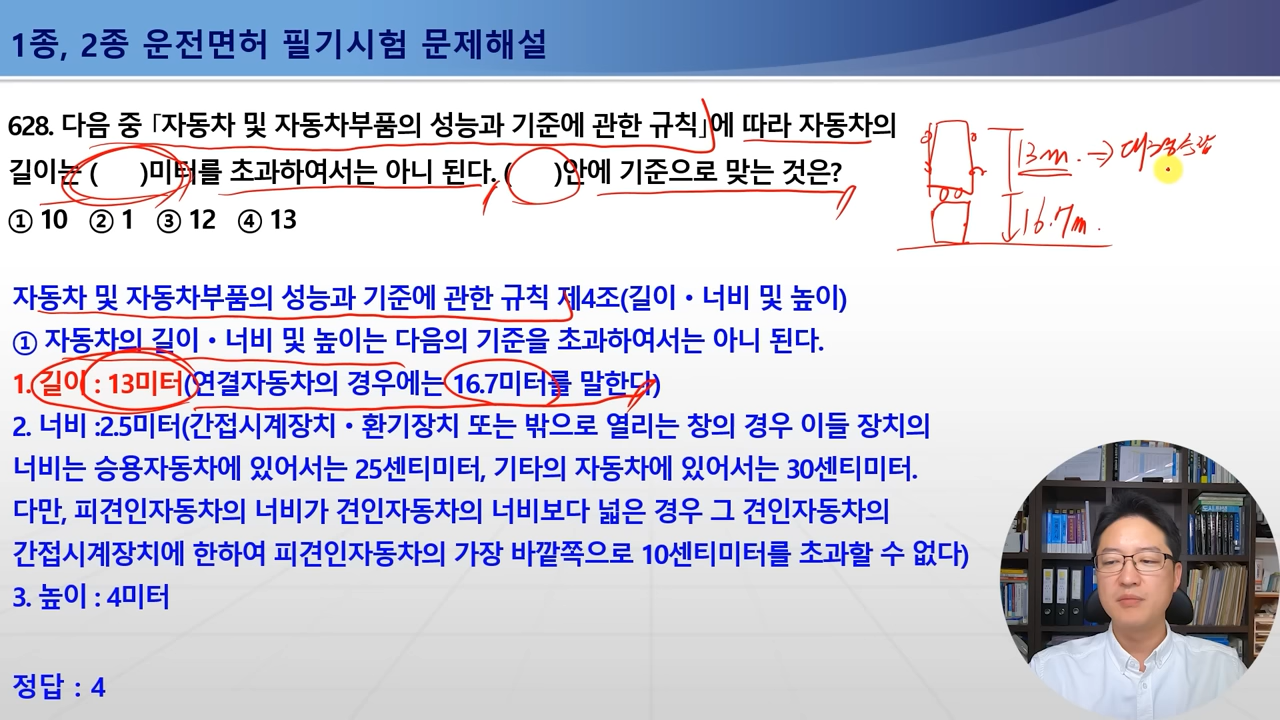 1종, 2종 운전면허 필기시험 문제해설
628. 다음 중 「자동차 및 자동차부품의 성능과 기준에 관한 규칙」에 따라 자동차의
길이는 ( )미터를 초과하여서는 아니 된다. ( )안에 기준으로 맞는 것은?
① 10 ② 1 ③ 12 ④ 13
13m. ⇒
16.7m.
자동차 및 자동차부품의 성능과 기준에 관한 규칙 제4조(길이・너비 및 높이)
① 자동차의 길이・너비 및 높이는 다음의 기준을 초과하여서는 아니 된다.
1. 길이 : 13미터(연결자동차의 경우에는 16.7미터를 말한다)
2. 너비 :2.5미터(간접시계장치・환기장치 또는 밖으로 열리는 창의 경우 이들 장치의
너비는 승용자동차에 있어서는 25센티미터, 기타의 자동차에 있어서는 30센티미터.
다만, 피견인자동차의 너비가 견인자동차의 너비보다 넓은 경우 그 견인자동차의
간접시계장치에 한하여 피견인자동차의 가장 바깥쪽으로 10센티미터를 초과할 수 없다)
3. 높이 : 4미터
정답 : 4